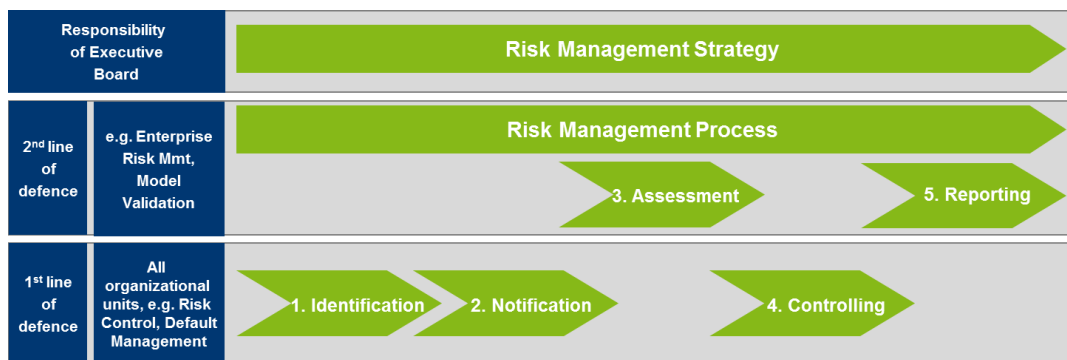 Responsibility
of Executive
Board
Risk Management Strategy
2nd line
of
defence
e.g. Enterprise
Risk Mmt,
Model
Validation
Risk Management Process
3. Assessment
5. Reporting
1st line
of
defence
All
organizational
units, e.g. Risk
Control, Default
Management
1. Identification
2. Notification
4. Controlling